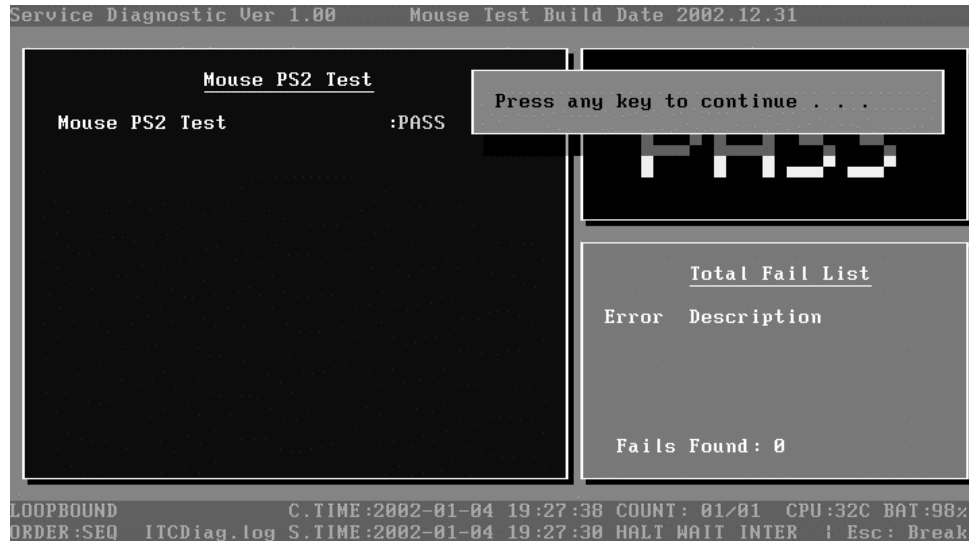 Service Diagnostic Ver 1.00 Mouse Test Build Date 2002.12.31
Mouse PS2 Test
Mouse PS2 Test :PASS
Press any key to continue . . .
PASS
Total Fail List
Error Description
Fails Found: 0
LOOPBOUND C.TIME:2002-01-04 19:27:38 COUNT: 01/01 CPU:32C BAT:98%
ORDER:SEQ ITCDiag.log S.TIME:2002-01-04 19:27:30 HALT WAIT INTER | Esc: Break